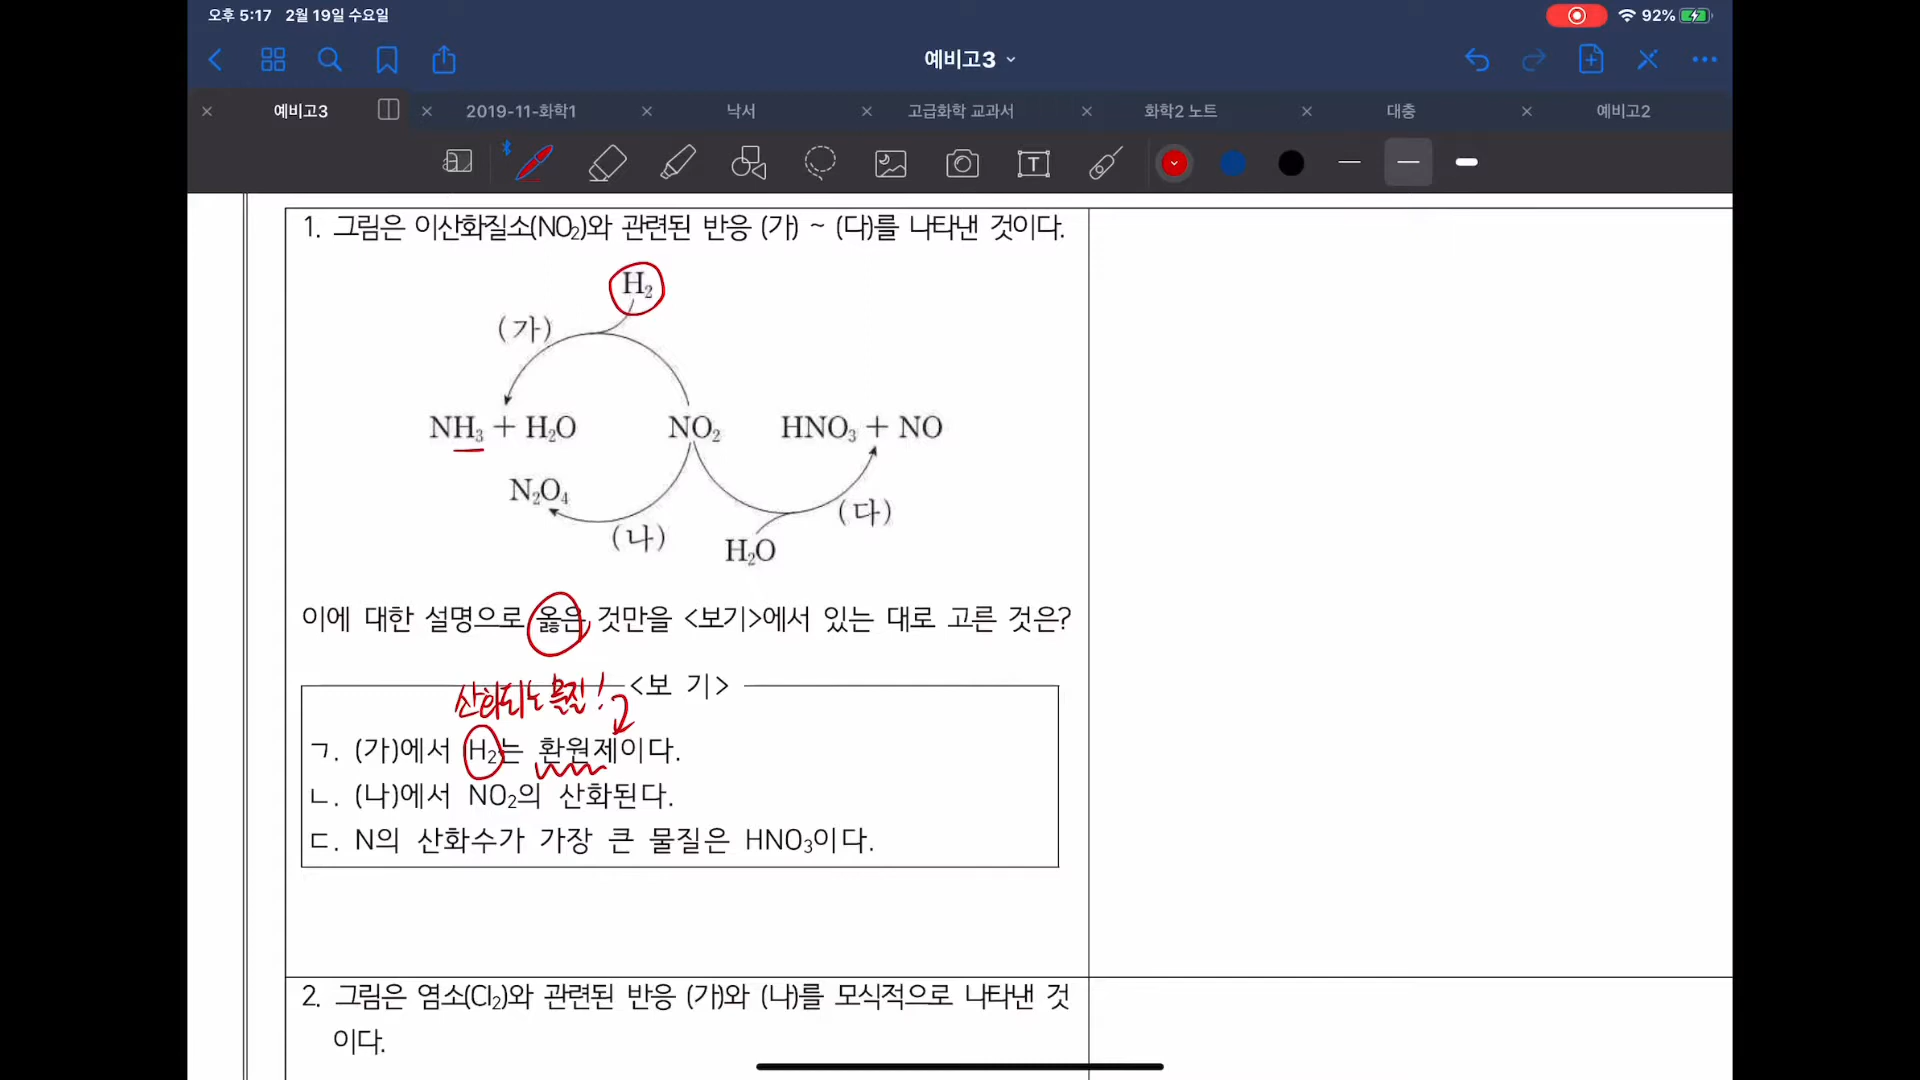 오후 5:17 2월 19일 수요일
92%
예비고3
예비고3 2019-11-화학1 낙서 고급화학 교과서 화학2 노트 대충 예비고2
1. 그림은 이산화질소(NO₂)와 관련된 반응 (가) ~ (다)를 나타낸 것이다.
H₂
(가)
NH₃ + H₂O NO₂ HNO₃ + NO
N₂O₄
(다)
(나)
H₂O
이에 대한 설명으로 옳은 것만을 <보기>에서 있는 대로 고른 것은?
<보 기>
산화되는 물질!
ㄱ. (가)에서 H₂는 환원제이다.
ㄴ. (나)에서 NO₂의 산화된다.
ㄷ. N의 산화수가 가장 큰 물질은 HNO₃이다.
2. 그림은 염소(Cl₂)와 관련된 반응 (가)와 (나)를 모식적으로 나타낸 것
이다.